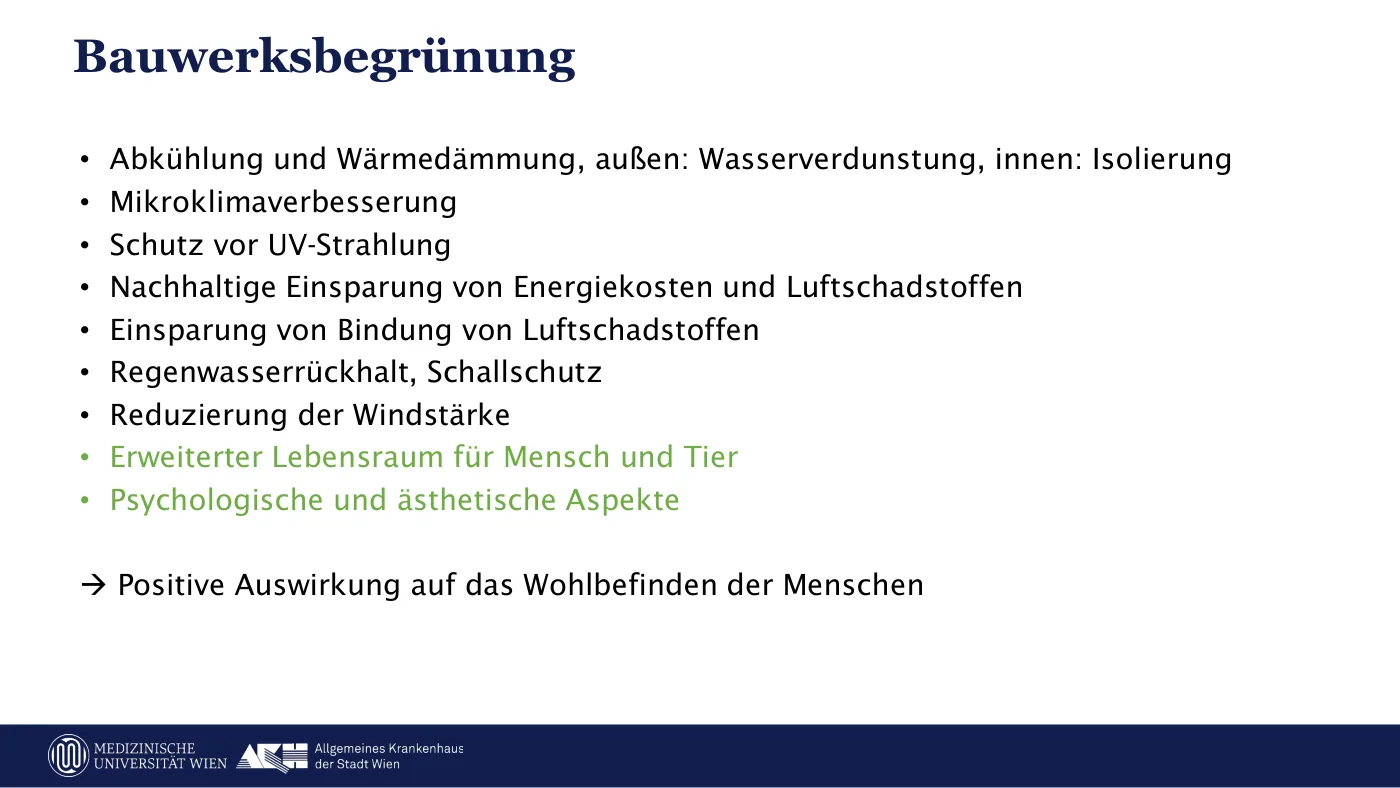 Bauwerksbegrünung
• Abkühlung und Wärmedämmung, außen: Wasserverdunstung, innen: Isolierung
• Mikroklimaverbesserung
• Schutz vor UV-Strahlung
• Nachhaltige Einsparung von Energiekosten und Luftschadstoffen
• Einsparung von Bindung von Luftschadstoffen
• Regenwasserrückhalt, Schallschutz
• Reduzierung der Windstärke
• Erweiterter Lebensraum für Mensch und Tier
• Psychologische und ästhetische Aspekte
→ Positive Auswirkung auf das Wohlbefinden der Menschen
MEDIZINISCHE
UNIVERSITÄT WIEN
AKH
Allgemeines Krankenhaus
der Stadt Wien